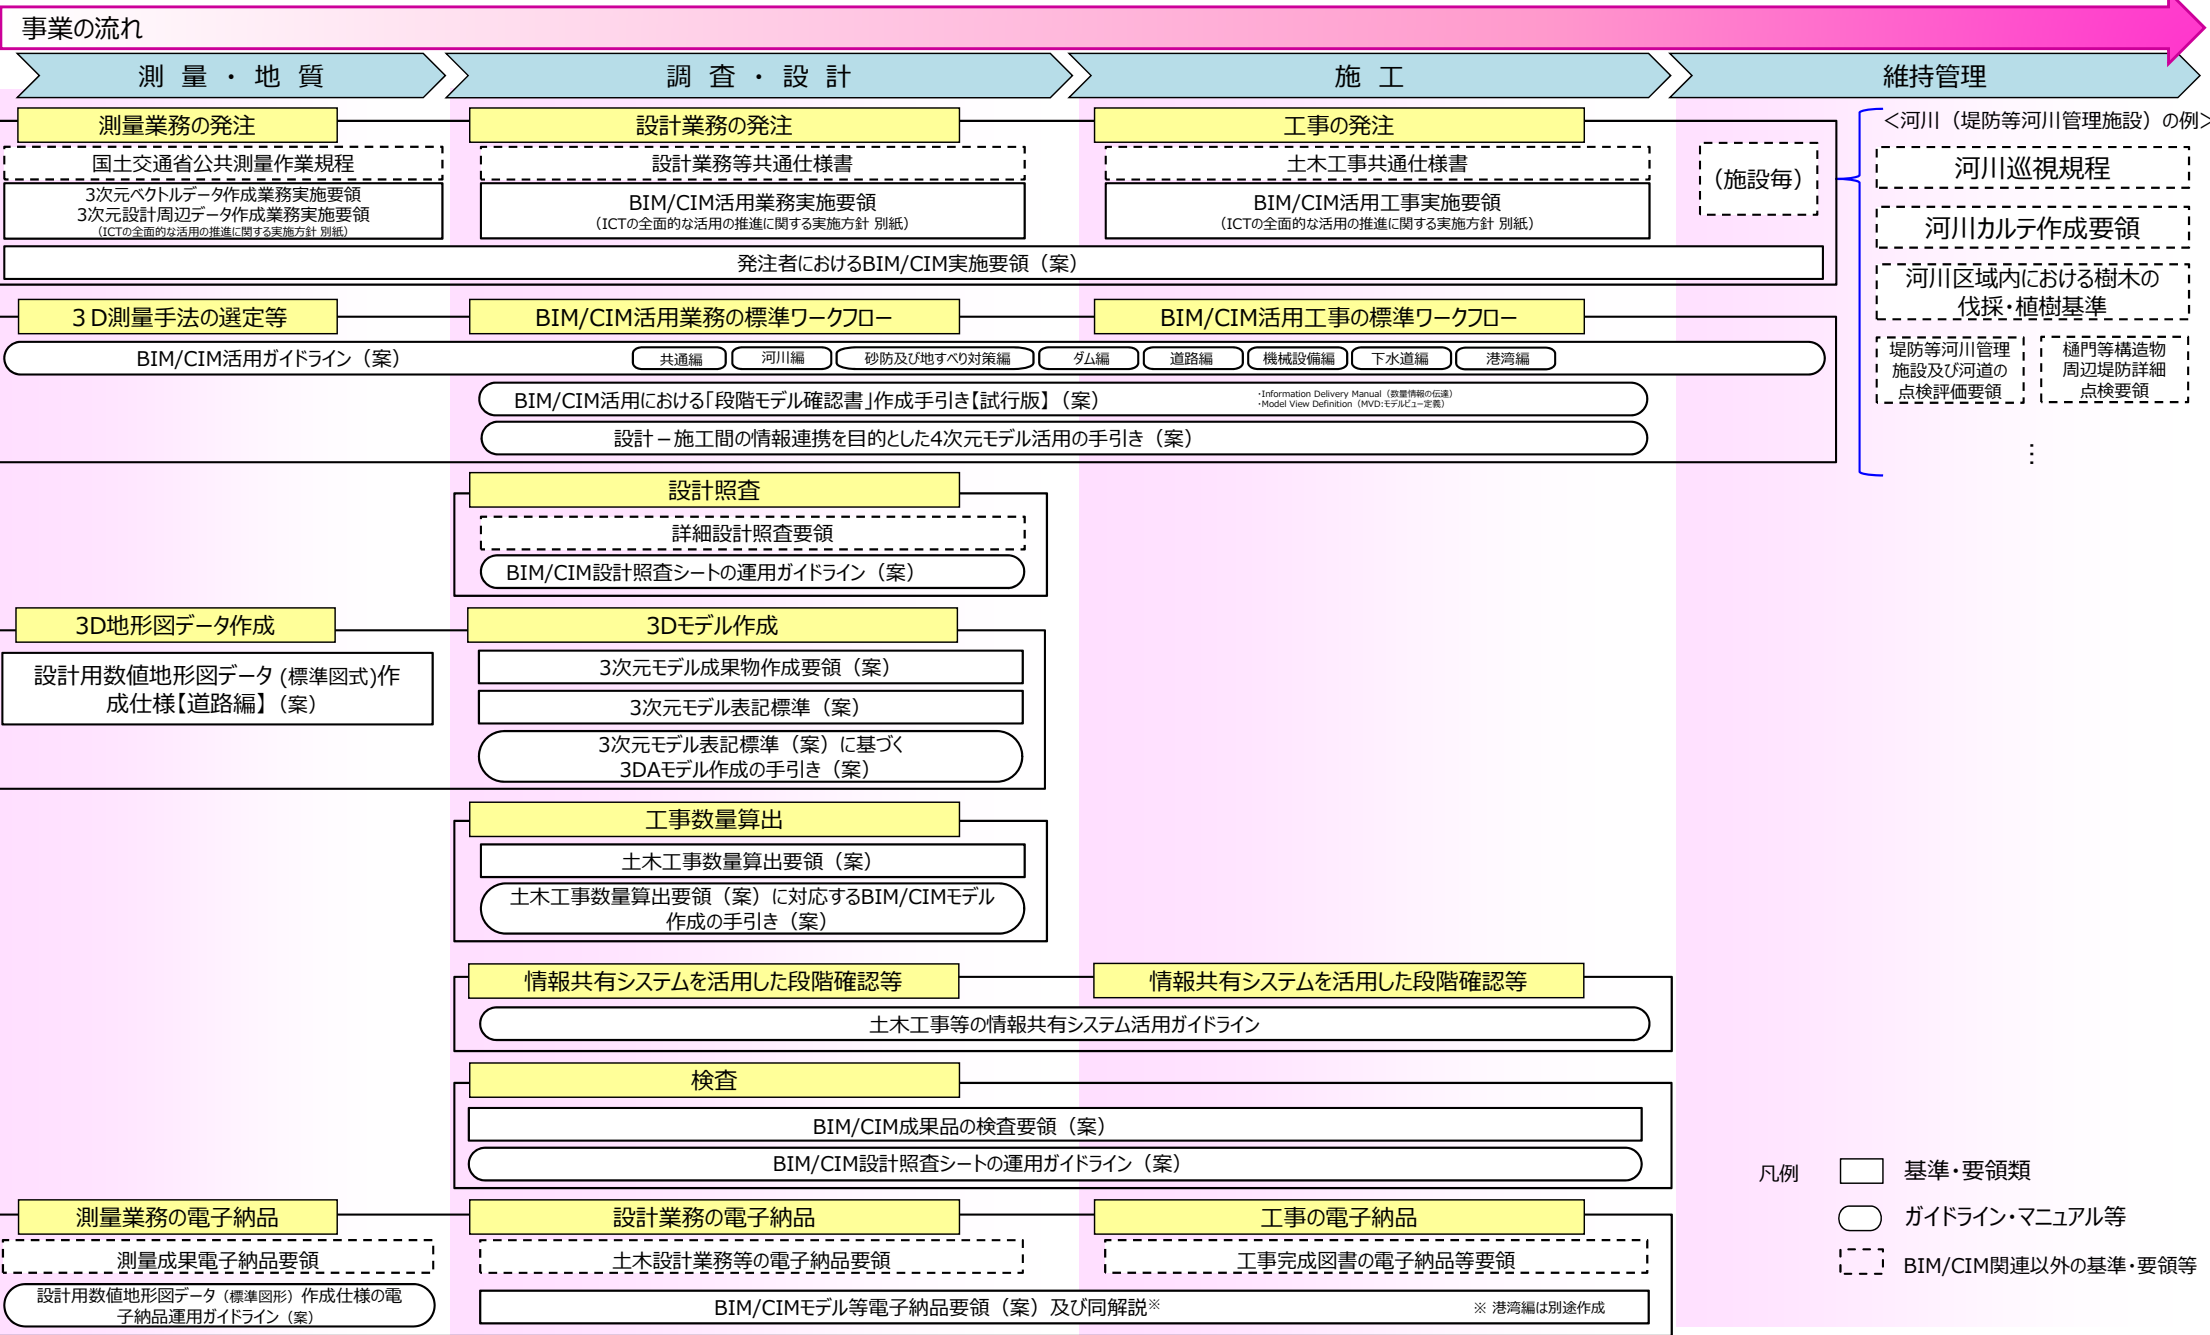 事業の流れ
測 量 ・ 地 質
調 査 ・ 設 計
施 工
維持管理
測量業務の発注
設計業務の発注
工事の発注
<河川（堤防等河川管理施設）の例>
国土交通省公共測量作業規程
設計業務等共通仕様書
土木工事共通仕様書
（施設毎）
河川巡視規程
3次元ベクトルデータ作成業務実施要領
3次元設計周辺データ作成業務実施要領
（ICTの全面的な活用の推進に関する実施方針 別紙）
BIM/CIM活用業務実施要領
（ICTの全面的な活用の推進に関する実施方針 別紙）
BIM/CIM活用工事実施要領
（ICTの全面的な活用の推進に関する実施方針 別紙）
河川カルテ作成要領
発注者におけるBIM/CIM実施要領（案）
河川区域内における樹木の
伐採・植樹基準
3D測量手法の選定等
BIM/CIM活用業務の標準ワークフロー
BIM/CIM活用工事の標準ワークフロー
BIM/CIM活用ガイドライン（案）
共通編
河川編
砂防及び地すべり対策編
ダム編
道路編
機械設備編
下水道編
港湾編
堤防等河川管理
施設及び河道の
点検評価要領
樋門等構造物
周辺堤防詳細
点検要領
BIM/CIM活用における「段階モデル確認書」作成手引き【試行版】（案）
・Information Delivery Manual（数量情報の伝達）
・Model View Definition（MVD:モデルビュー定義）
設計－施工間の情報連携を目的とした4次元モデル活用の手引き（案）
…
設計照査
詳細設計照査要領
BIM/CIM設計照査シートの運用ガイドライン（案）
3D地形図データ作成
3Dモデル作成
設計用数値地形図データ (標準図式)作
成仕様【道路編】（案）
3次元モデル成果物作成要領（案）
3次元モデル表記標準（案）
3次元モデル表記標準（案）に基づく
3DAモデル作成の手引き（案）
工事数量算出
土木工事数量算出要領（案）
土木工事数量算出要領（案）に対応するBIM/CIMモデル
作成の手引き（案）
情報共有システムを活用した段階確認等
情報共有システムを活用した段階確認等
土木工事等の情報共有システム活用ガイドライン
検査
BIM/CIM成果品の検査要領（案）
BIM/CIM設計照査シートの運用ガイドライン（案）
凡例
基準・要領類
ガイドライン・マニュアル等
BIM/CIM関連以外の基準・要領等
測量業務の電子納品
設計業務の電子納品
工事の電子納品
測量成果電子納品要領
土木設計業務等の電子納品要領
工事完成図書の電子納品等要領
設計用数値地形図データ（標準図形）作成仕様の電
子納品運用ガイドライン（案）
BIM/CIMモデル等電子納品要領（案）及び同解説※
※ 港湾編は別途作成